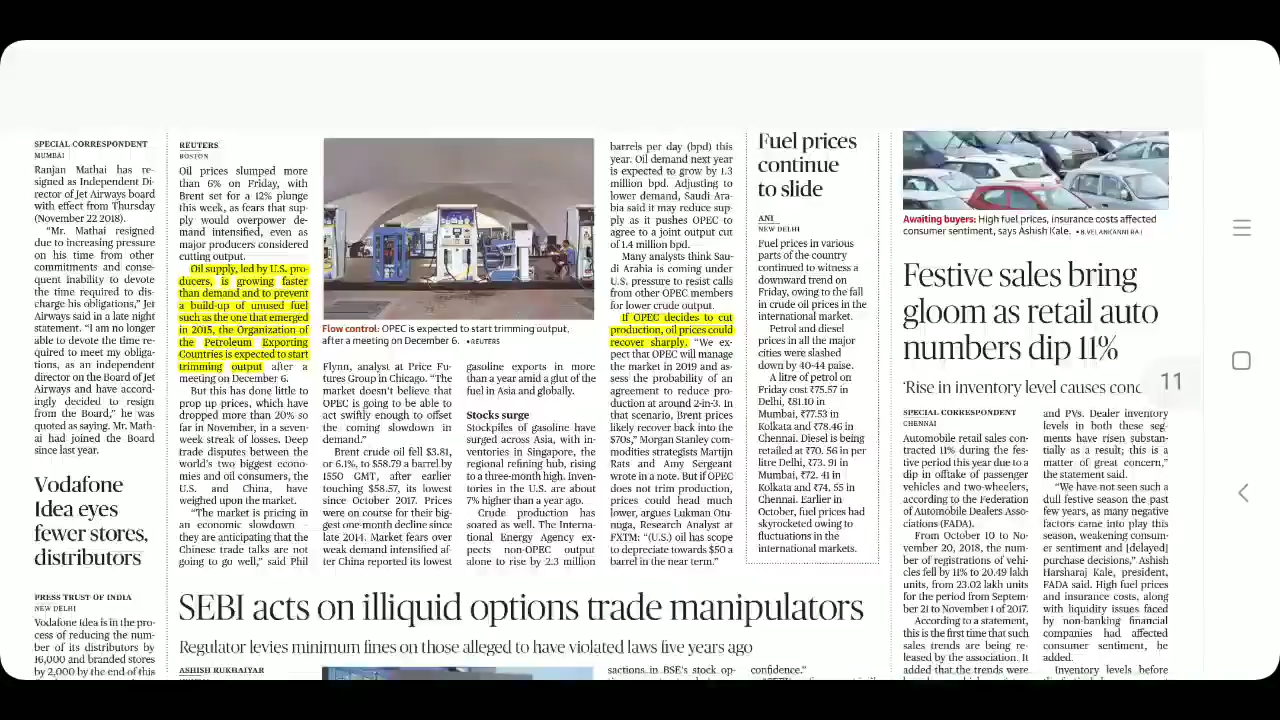 SPECIAL CORRESPONDENT
MUMBAI
Ranjan Mathai has re-
signed as Independent Di-
rector of Jet Airways board
with effect from Thursday
(November 22 2018).
"Mr. Mathai resigned
due to increasing pressure
on his time from other
commitments and conse-
quent inability to devote
the time required to dis-
charge his obligations," Jet
Airways said in a late night
statement. "I am no longer
able to devote the time re-
quired to meet my obliga-
tions, as an independent
director on the Board of Jet
Airways and have accord-
ingly decided to resign
from the Board," he was
quoted as saying. Mr. Math-
ai had joined the Board
since last year.
Vodafone
Idea eyes
fewer stores,
distributors
PRESS TRUST OF INDIA
NEW DELHI
Vodafone Idea is in the pro-
cess of reducing the num-
ber of its distributors by
16,000 and branded stores
by 2,000 by the end of this
REUTERS
BOSTON
Oil prices slumped more
than 6% on Friday, with
Brent set for a 12% plunge
this week, as fears that sup-
ply would overpower de-
mand intensified, even as
major producers considered
cutting output.
Oil supply, led by U.S. pro-
ducers, is growing faster
than demand and to prevent
a build-up of unused fuel
such as the one that emerged
in 2015, the Organization of
the Petroleum Exporting
Countries is expected to start
trimming output after a
meeting on December 6.
But this has done little to
prop up prices, which have
dropped more than 20% so
far in November, in a seven-
week streak of losses. Deep
trade disputes between the
world's two biggest econo-
mies and oil consumers, the
U.S. and China, have
weighed upon the market.
"The market is pricing in
an economic slowdown -
they are anticipating that the
Chinese trade talks are not
going to go well," said Phil
Flow control: OPEC is expected to start trimming output,
after a meeting on December 6. •REUTERS
Flynn, analyst at Price Fu-
tures Group in Chicago. "The
market doesn't believe that
OPEC is going to be able to
act swiftly enough to offset
the coming slowdown in
demand."
Brent crude oil fell $3.81,
or 6.1%, to $58.79 a barrel by
1550 GMT, after earlier
touching $58.57, its lowest
since October 2017. Prices
were on course for their big-
gest one-month decline since
late 2014. Market fears over
weak demand intensified af-
ter China reported its lowest
gasoline exports in more
than a year amid a glut of the
fuel in Asia and globally.
Stocks surge
Stockpiles of gasoline have
surged across Asia, with in-
ventories in Singapore, the
regional refining hub, rising
to a three-month high. Inven-
tories in the U.S. are about
7% higher than a year ago.
Crude production has
soared as well. The Interna-
tional Energy Agency ex-
pects non-OPEC output
alone to rise by 2.3 million
barrels per day (bpd) this
year. Oil demand next year
is expected to grow by 1.3
million bpd. Adjusting to
lower demand, Saudi Ara-
bia said it may reduce sup-
ply as it pushes OPEC to
agree to a joint output cut
of 1.4 million bpd.
Many analysts think Sau-
di Arabia is coming under
U.S. pressure to resist calls
from other OPEC members
for lower crude output.
If OPEC decides to cut
production, oil prices could
recover sharply. "We ex-
pect that OPEC will manage
the market in 2019 and as-
sess the probability of an
agreement to reduce pro-
duction at around 2-in-3. In
that scenario, Brent prices
likely recover back into the
$70s," Morgan Stanley com-
modities strategists Martijn
Rats and Amy Sergeant
wrote in a note. But if OPEC
does not trim production,
prices could head much
lower, argues Lukman Otu-
nuga, Research Analyst at
FXTM: "(U.S.) oil has scope
to depreciate towards $50 a
barrel in the near term."
Fuel prices
continue
to slide
ANI
NEW DELHI
Fuel prices in various
parts of the country
continued to witness a
downward trend on
Friday, owing to the fall
in crude oil prices in the
international market.
Petrol and diesel
prices in all the major
cities were slashed
down by 40-44 paise.
A litre of petrol on
Friday cost ₹75.57 in
Delhi, ₹81.10 in
Mumbai, ₹77.53 in
Kolkata and ₹78.46 in
Chennai. Diesel is being
retailed at ₹70. 56 in per
litre Delhi, ₹73. 91 in
Mumbai, ₹72. 41 in
Kolkata and ₹74. 55 in
Chennai. Earlier in
October, fuel prices had
skyrocketed owing to
fluctuations in the
international markets.
SEBI acts on illiquid options trade manipulators
Regulator levies minimum fines on those alleged to have violated laws five years ago
ASHISH RUKHAIYAR
sactions in BSE's stock op-
confidence."
Awaiting buyers: High fuel prices, insurance costs affected
consumer sentiment, says Ashish Kale. •B.VELANKANNI RAJ
Festive sales bring
gloom as retail auto
numbers dip 11%
'Rise in inventory level causes conc
11
SPECIAL CORRESPONDENT
CHENNAI
Automobile retail sales con-
tracted 11% during the fes-
tive period this year due to a
dip in offtake of passenger
vehicles and two-wheelers,
according to the Federation
of Automobile Dealers Asso-
ciations (FADA).
From October 10 to No-
vember 20, 2018, the num-
ber of registrations of vehi-
cles fell by 11% to 20.49 lakh
units, from 23.02 lakh units
for the period from Septem-
ber 21 to November 1 of 2017.
According to a statement,
this is the first time that such
sales trends are being re-
leased by the association. It
added that the trends were
and PVs. Dealer inventory
levels in both these seg-
ments have risen substan-
tially as a result; this is a
matter of great concern,"
the statement said.
"We have not seen such a
dull festive season the past
few years, as many negative
factors came into play this
season, weakening consum-
er sentiment and [delayed]
purchase decisions," Ashish
Harsharaj Kale, president,
FADA said. High fuel prices
and insurance costs, along
with liquidity issues faced
by non-banking financial
companies had affected
consumer sentiment, he
added.
Inventory levels before